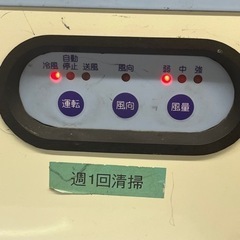 自動
冷風 停止 送風 風向 弱 中 強
運転 風向 風量
週1回清掃